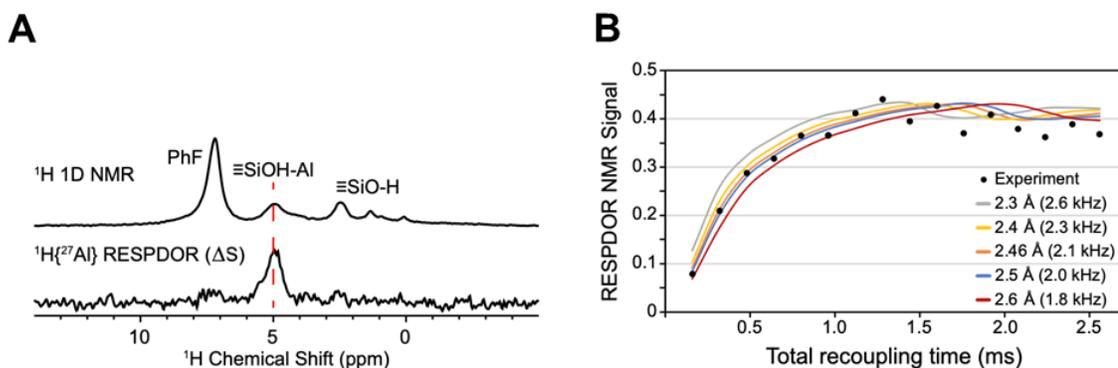 A
PhF
≡SiOH-Al
¹H 1D NMR
≡SiO-H
¹H{²⁷Al} RESPDOR (ΔS)
10
5
0
¹H Chemical Shift (ppm)
B
0.5
0.4
0.3
0.2
0.1
0
RESPDOR NMR Signal
Experiment
2.3 Å (2.6 kHz)
2.4 Å (2.3 kHz)
2.46 Å (2.1 kHz)
2.5 Å (2.0 kHz)
2.6 Å (1.8 kHz)
0.5
1.0
1.5
2.0
2.5
Total recoupling time (ms)